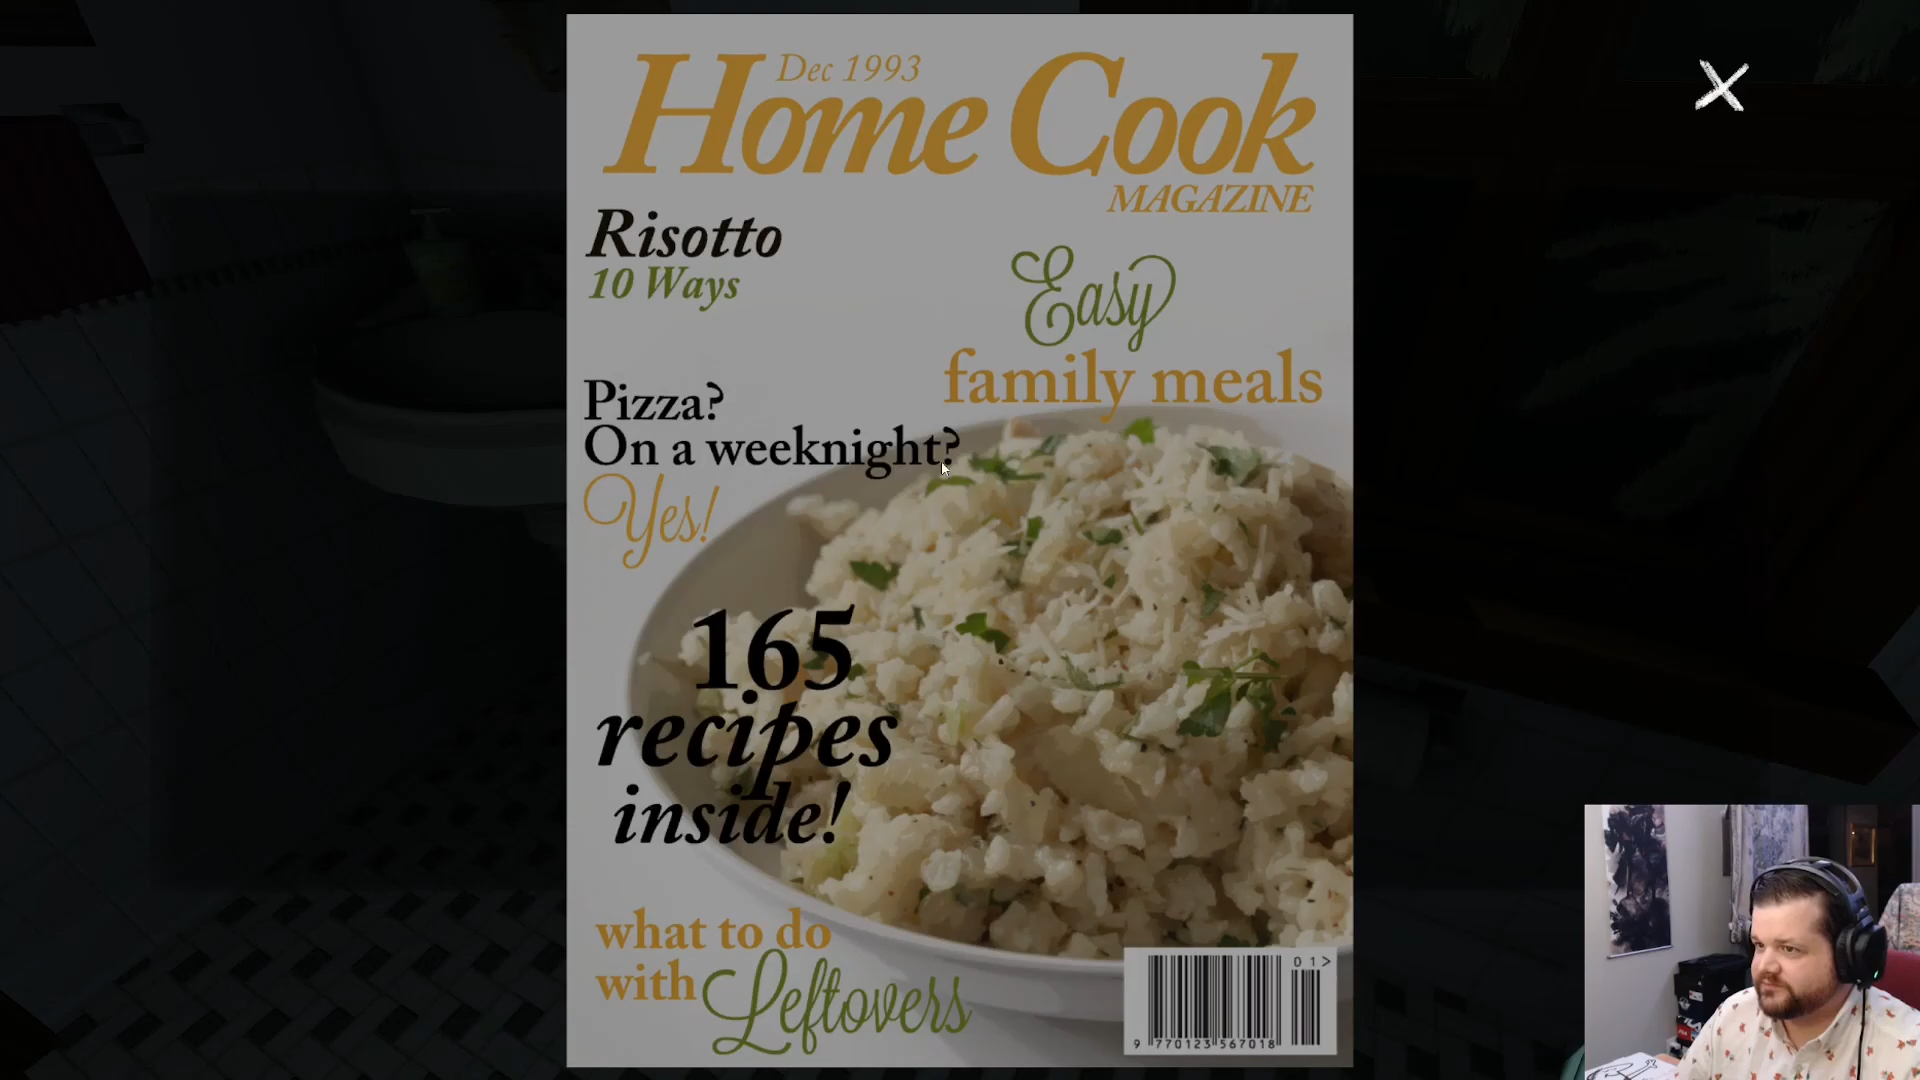 Dec 1993
Home Cook
MAGAZINE
Risotto
10 Ways
Easy
family meals
Pizza?
On a weeknight?
Yes!
165
recipes
inside!
what to do
with Leftovers
01>
9 770123 567018